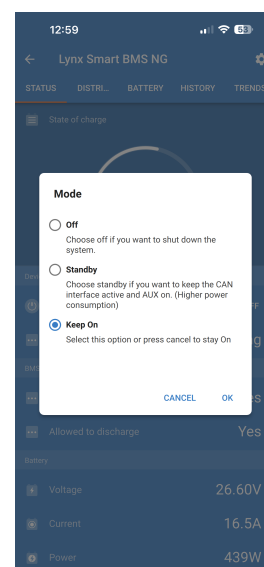 12:59
53
Lynx Smart BMS NG
STATUS DISTRI... BATTERY HISTORY TRENDS
State of charge
Mode
Off
Choose off if you want to shut down the
system.
Standby
Choose standby if you want to keep the CAN
interface active and AUX on. (Higher power
consumption)
Keep On
Select this option or press cancel to stay On
CANCEL OK
BMS
Allowed to discharge Yes
Battery
Voltage 26.60V
Current 16.5A
Power 439W